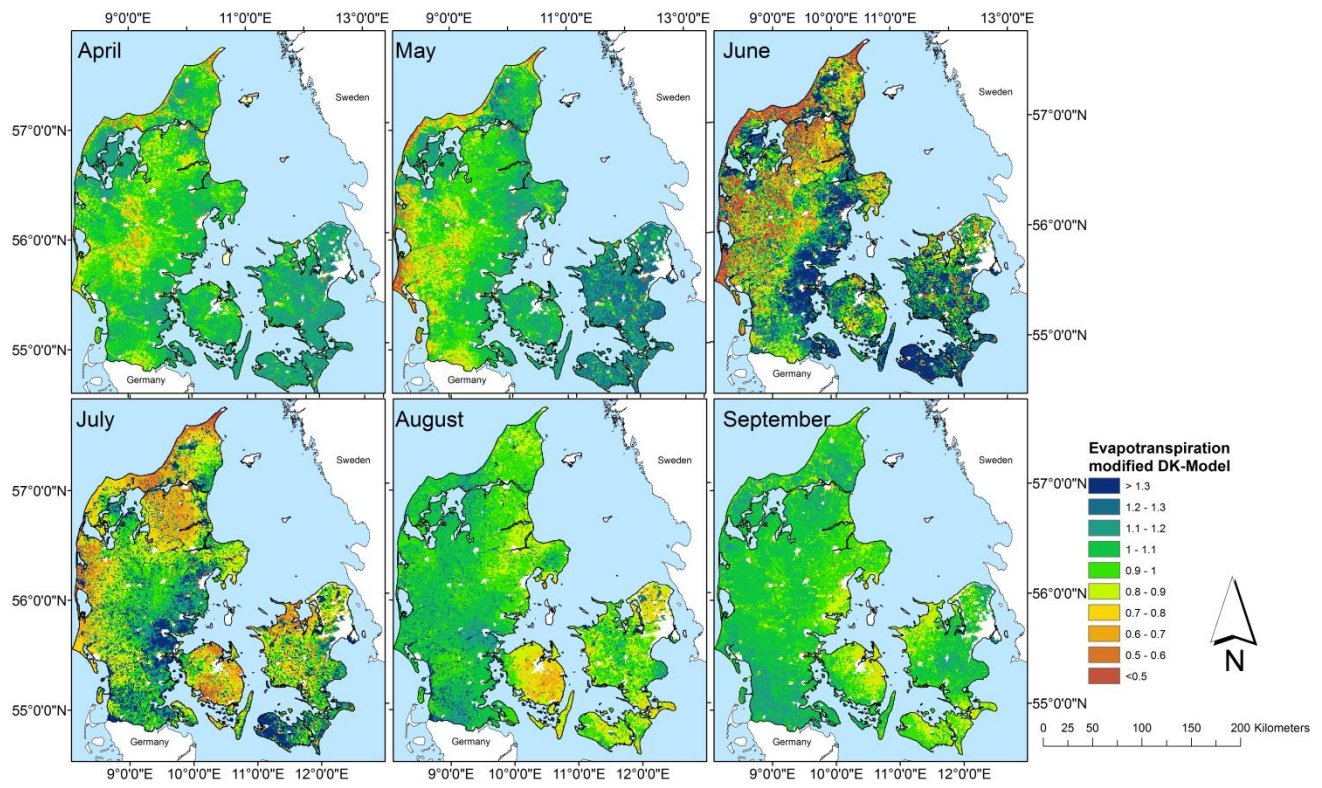 9°0'0"E 10°0'0"E 11°0'0"E 13°0'0"E
9°0'0"E 11°0'0"E 13°0'0"E
9°0'0"E 10°0'0"E 11°0'0"E 13°0'0"E
April
May
June
Sweden
Sweden
Sweden
57°0'0"N
57°0'0"N
56°0'0"N
56°0'0"N
55°0'0"N
55°0'0"N
Germany
Germany
Germany
July
August
September
Sweden
Sweden
Sweden
57°0'0"N
57°0'0"N
56°0'0"N
56°0'0"N
55°0'0"N
55°0'0"N
Germany
Germany
Germany
9°0'0"E 10°0'0"E 11°0'0"E 12°0'0"E
9°0'0"E 10°0'0"E 11°0'0"E 12°0'0"E
9°0'0"E 10°0'0"E 11°0'0"E 12°0'0"E
Evapotranspiration
modified DK-Model
> 1.3
1.2 - 1.3
1.1 - 1.2
1 - 1.1
0.9 - 1
0.8 - 0.9
0.7 - 0.8
0.6 - 0.7
0.5 - 0.6
<0.5
N
0 25 50 100 150 200 Kilometers